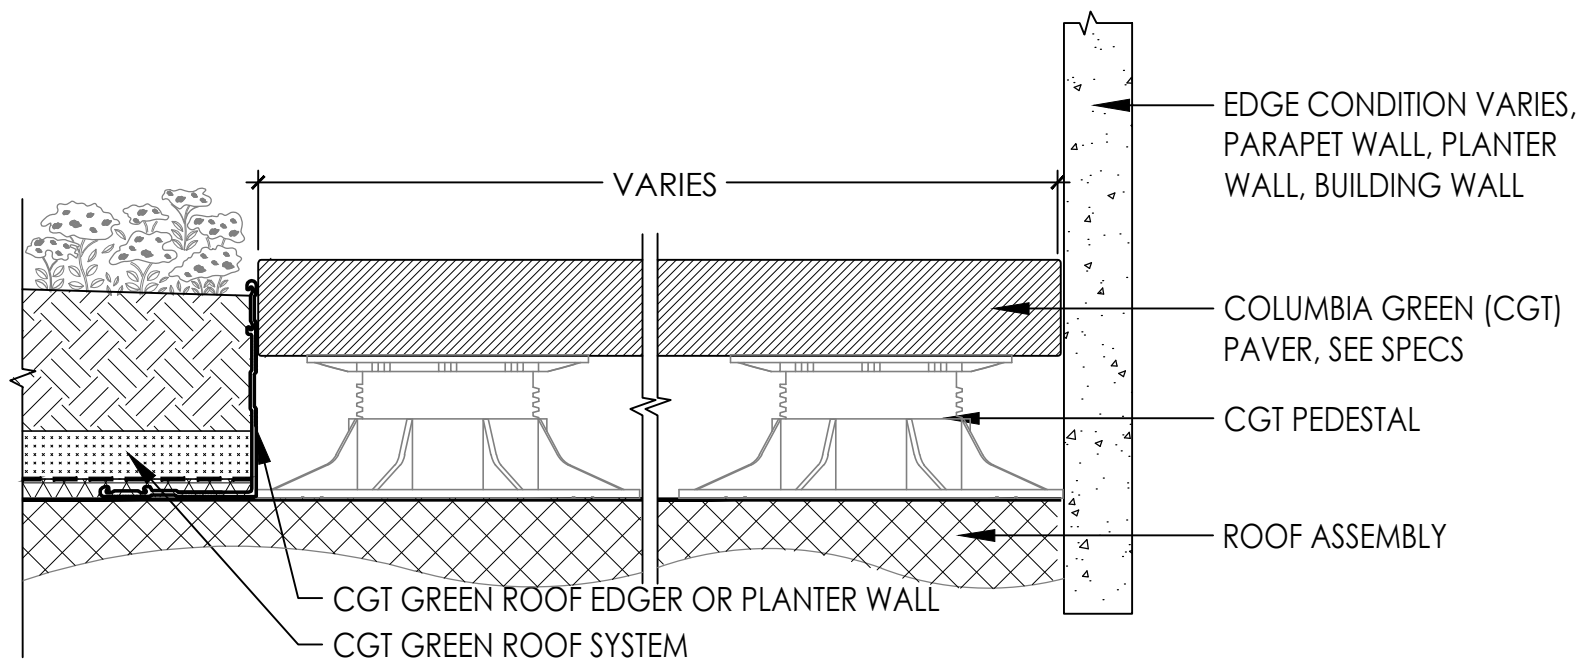 EDGE CONDITION VARIES,
PARAPET WALL, PLANTER
WALL, BUILDING WALL
VARIES
COLUMBIA GREEN (CGT)
PAVER, SEE SPECS
CGT PEDESTAL
ROOF ASSEMBLY
CGT GREEN ROOF EDGER OR PLANTER WALL
CGT GREEN ROOF SYSTEM